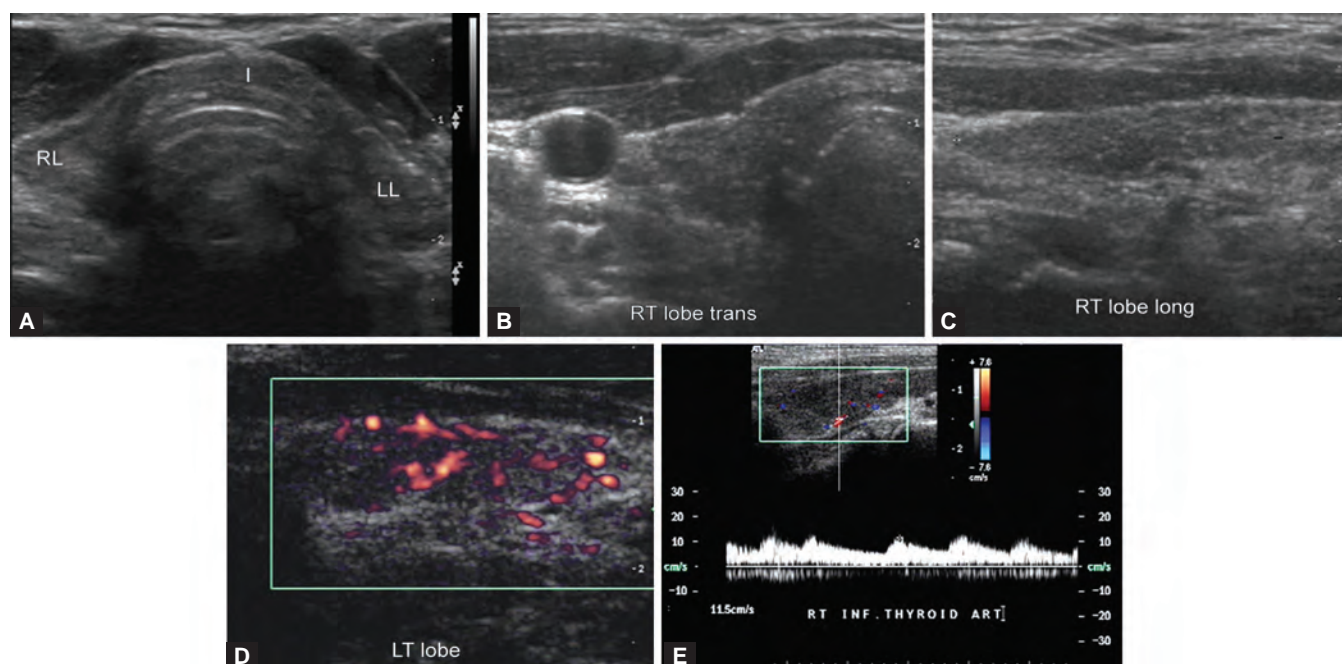 I
RL
LL
x
-1
-2
x
A
-1
-2
RT lobe trans
B
-1
-2
RT lobe long
C
-1
-2
LT lobe
D
+ 7.6
-1
-2
- 7.6
cm/s
30 30
20 20
10 10
cm/s cm/s
-10 -10
11.5cm/s RT INF.THYROID ART -20
-30
E